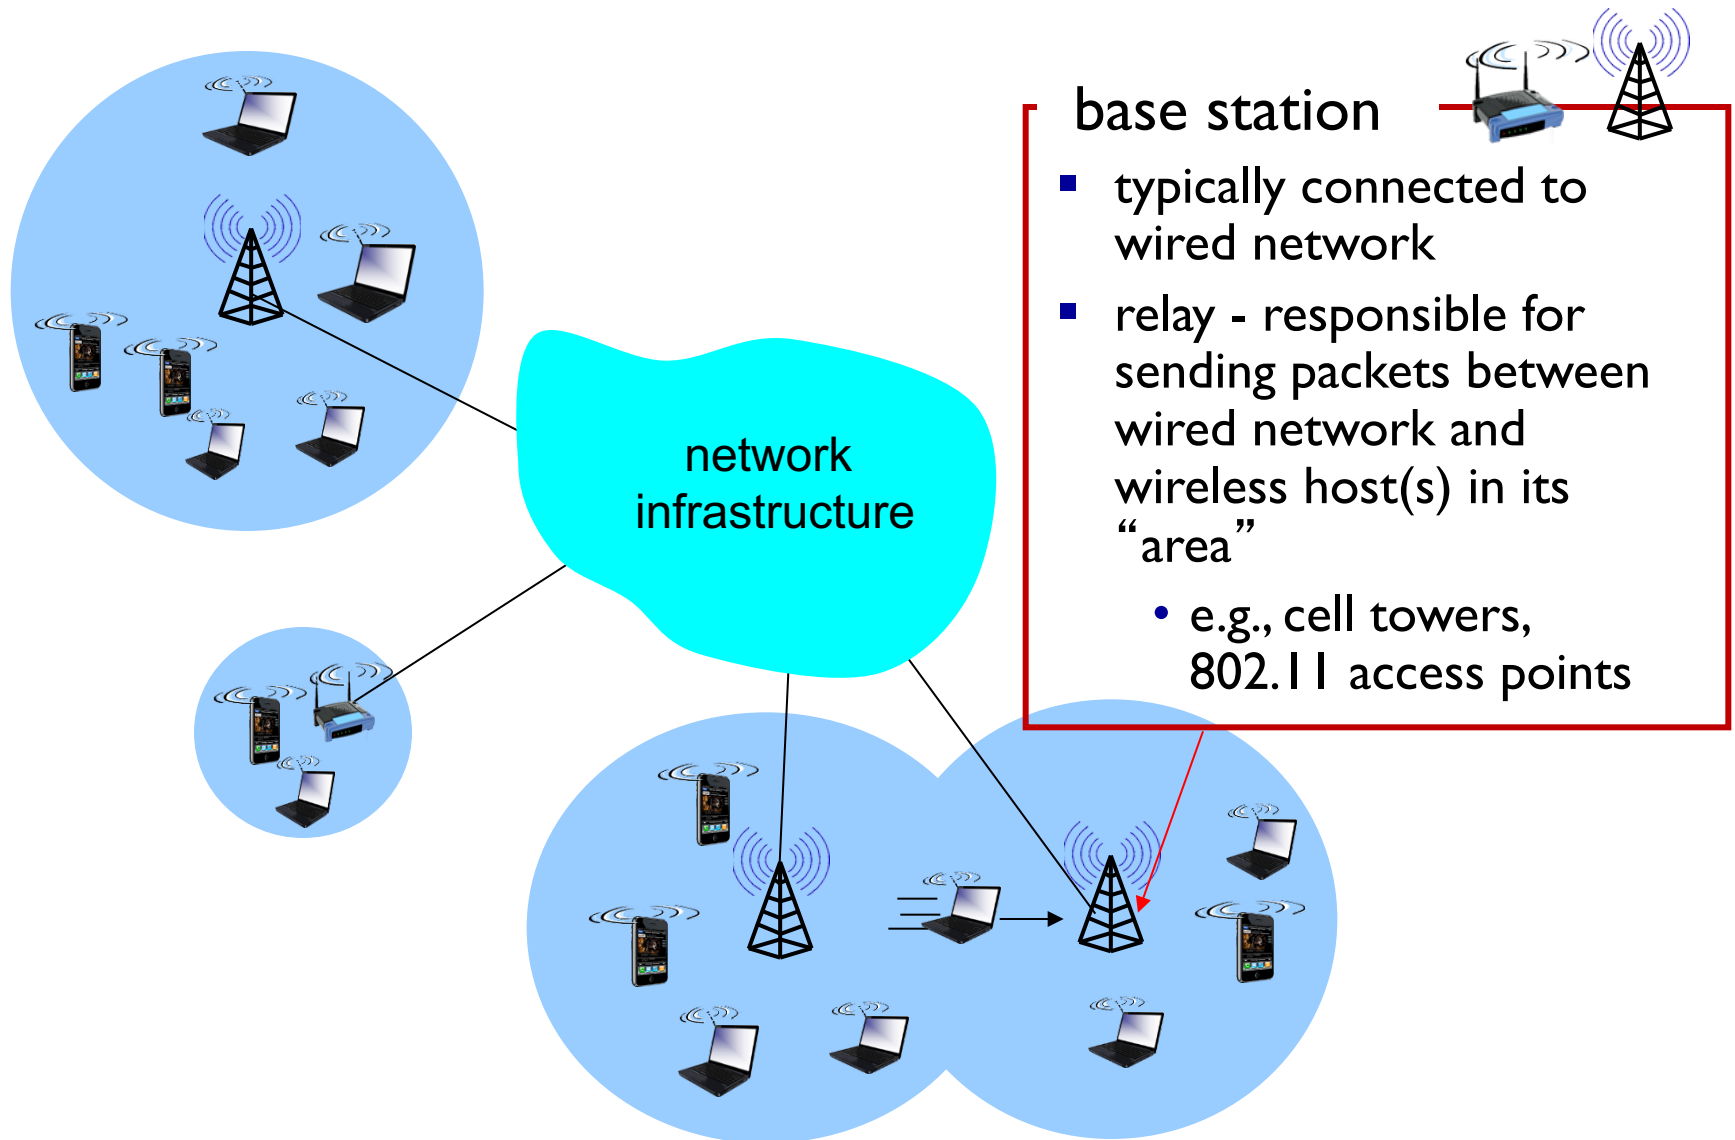 base station
typically connected to
wired network
relay - responsible for
sending packets between
wired network and
wireless host(s) in its
“area”
e.g., cell towers,
802.11 access points
network
infrastructure